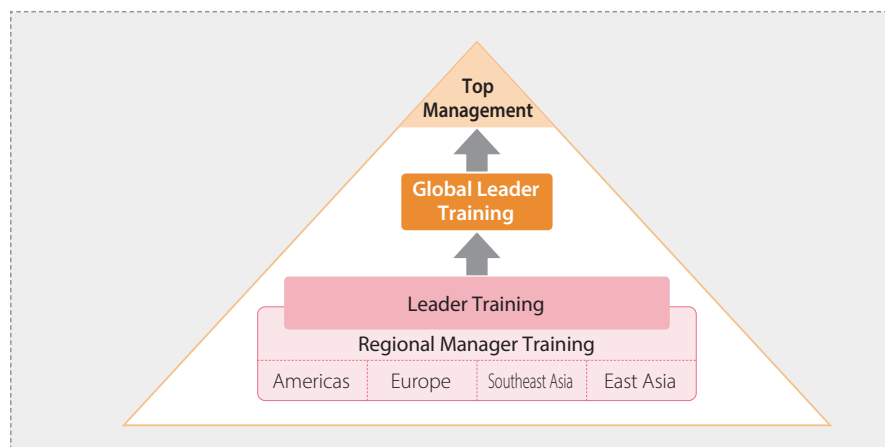 Top
Management
Global Leader
Training
Leader Training
Regional Manager Training
Americas
Europe
Southeast Asia
East Asia